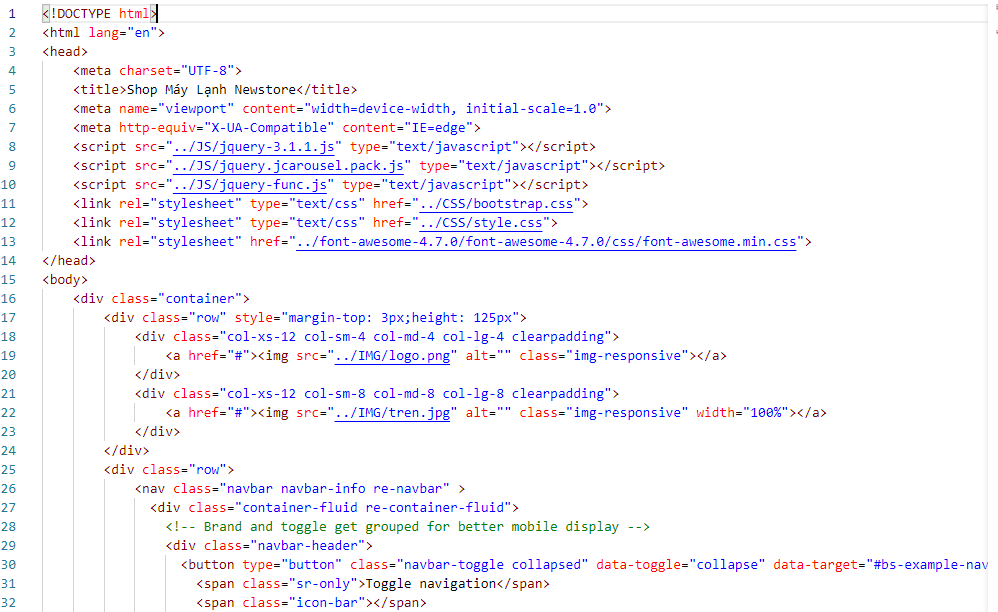 1 <!DOCTYPE html>
2 <html lang="en">
3 <head>
4 <meta charset="UTF-8">
5 <title>Shop Máy Lạnh Newstore</title>
6 <meta name="viewport" content="width=device-width, initial-scale=1.0">
7 <meta http-equiv="X-UA-Compatible" content="IE=edge">
8 <script src="../JS/jquery-3.1.1.js" type="text/javascript"></script>
9 <script src="../JS/jquery.jcarousel.pack.js" type="text/javascript"></script>
10 <script src="../JS/jquery-func.js" type="text/javascript"></script>
11 <link rel="stylesheet" type="text/css" href="../CSS/bootstrap.css">
12 <link rel="stylesheet" type="text/css" href="../CSS/style.css">
13 <link rel="stylesheet" href="../font-awesome-4.7.0/font-awesome-4.7.0/css/font-awesome.min.css">
14 </head>
15 <body>
16 <div class="container">
17 <div class="row" style="margin-top: 3px;height: 125px">
18 <div class="col-xs-12 col-sm-4 col-md-4 col-lg-4 clearpadding">
19 <a href="#"><img src="../IMG/logo.png" alt="" class="img-responsive"></a>
20 </div>
21 <div class="col-xs-12 col-sm-8 col-md-8 col-lg-8 clearpadding">
22 <a href="#"><img src="../IMG/tren.jpg" alt="" class="img-responsive" width="100%"></a>
23 </div>
24 </div>
25 <div class="row">
26 <nav class="navbar navbar-info re-navbar" >
27 <div class="container-fluid re-container-fluid">
28 <!-- Brand and toggle get grouped for better mobile display -->
29 <div class="navbar-header">
30 <button type="button" class="navbar-toggle collapsed" data-toggle="collapse" data-target="#bs-example-nav
31 <span class="sr-only">Toggle navigation</span>
32 <span class="icon-bar"></span>